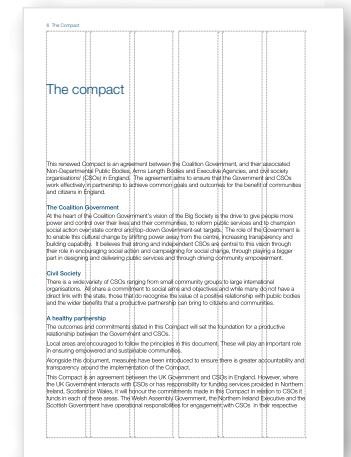 6 The Compact
The compact
This renewed Compact is an agreement between the Coalition Government, and their associated
Non-Departmental Public Bodies, Arms Length Bodies and Executive Agencies, and civil society
organisations' (CSOs) in England. The agreement aims to ensure that the Government and CSOs
work effectively in partnership to achieve common goals and outcomes for the benefit of communities
and citizens in England.
The Coalition Government
At the heart of the Coalition Government's vision of the Big Society is the drive to give people more
power and control over their lives and their communities, to reform public services and to champion
social action over state control and top-down Government-set targets. The role of the Government is
to enable this cultural change by shifting power away from the centre, increasing transparency and
building capability. It believes that strong and independent CSOs are central to this vision through
their role in encouraging social action and campaigning for social change, through playing a bigger
part in designing and delivering public services and through driving community empowerment.
Civil Society
There is a wide variety of CSOs ranging from small community groups to large international
organisations. All share a commitment to social aims and objectives and while many do not have a
direct link with the state, those that do recognise the value of a positive relationship with public bodies
and the wider benefits that a productive partnership can bring to citizens and communities.
A healthy partnership
The outcomes and commitments stated in this Compact will set the foundation for a productive
relationship between the Government and CSOs.
Local areas are encouraged to follow the principles in this document. These will play an important role
in ensuring empowered and sustainable communities.
Alongside this document, measures have been introduced to ensure there is greater accountability and
transparency around the implementation of the Compact.
This Compact is an agreement between the UK Government and CSOs in England. However, where
the UK Government interacts with CSOs or has responsibility for funding services provided in Northern
Ireland, Scotland or Wales, it will honour the commitments made in this Compact in relation to CSOs it
funds in each of these areas. The Welsh Assembly Government, the Northern Ireland Executive and the
Scottish Government have operational responsibilities for engagement with CSOs in their respective